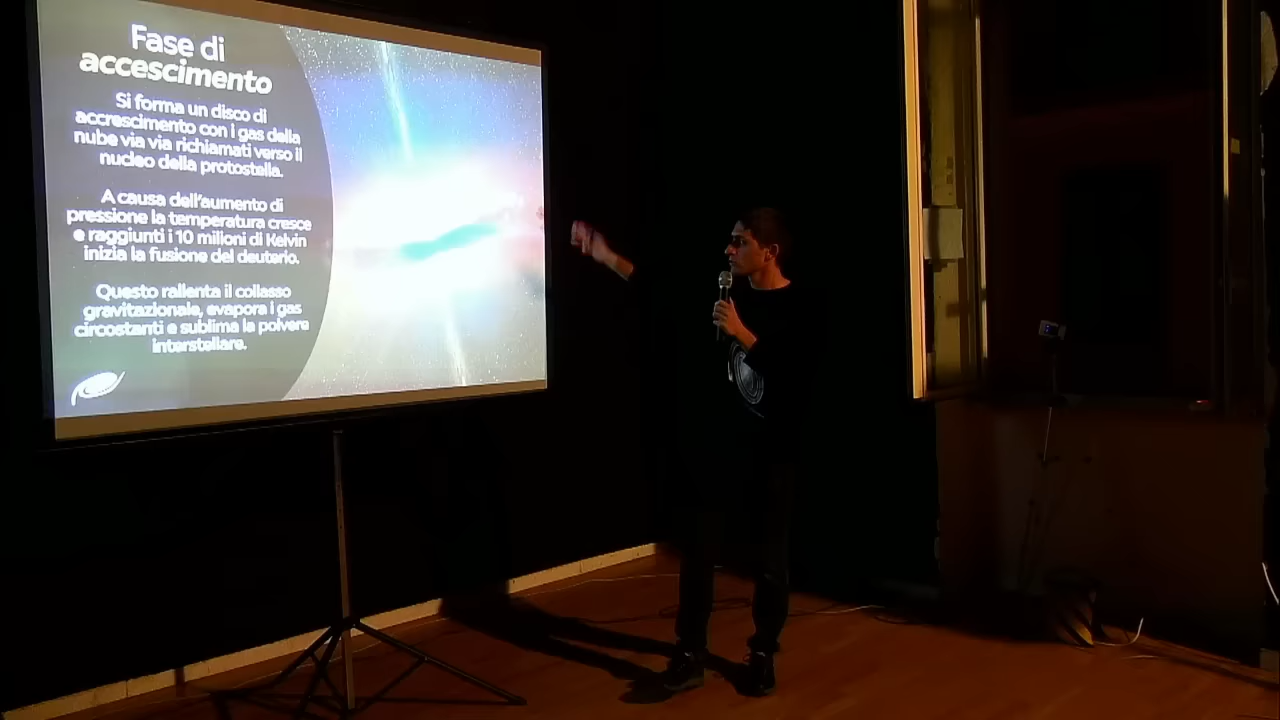 Fase di
accescimento
Si forma un disco di
accrescimento con i gas della
nube via via richiamati verso il
nucleo della protostella.
A causa dell'aumento di
pressione la temperatura cresce
e raggiunti i 10 milioni di Kelvin
inizia la fusione del deuterio.
Questo rallenta il collasso
gravitazionale, evapora i gas
circostanti e sublima la polvere
interstellare.